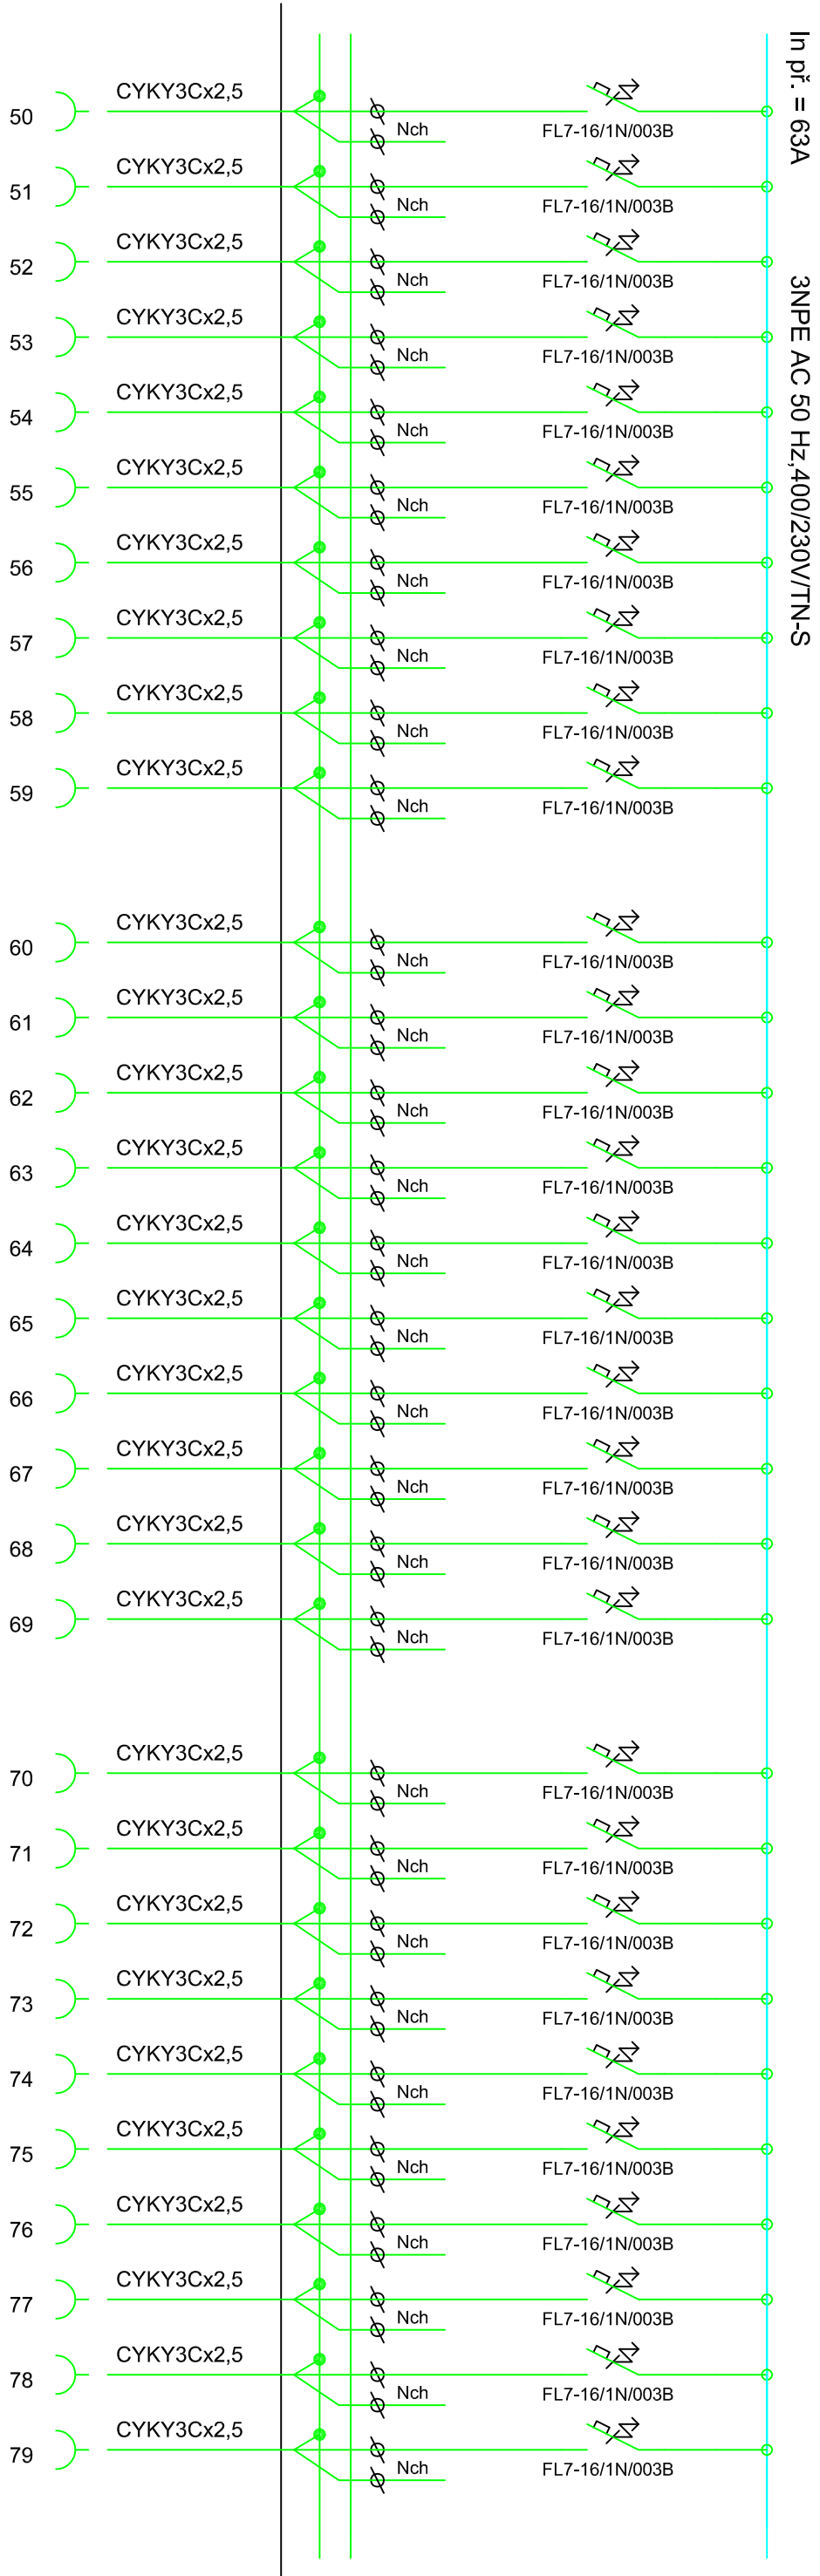 In př. = 63A
3NPE AC 50 Hz,400/230V/TN-S
50 CYKY3Cx2,5 Nch FL7-16/1N/003B
51 CYKY3Cx2,5 Nch FL7-16/1N/003B
52 CYKY3Cx2,5 Nch FL7-16/1N/003B
53 CYKY3Cx2,5 Nch FL7-16/1N/003B
54 CYKY3Cx2,5 Nch FL7-16/1N/003B
55 CYKY3Cx2,5 Nch FL7-16/1N/003B
56 CYKY3Cx2,5 Nch FL7-16/1N/003B
57 CYKY3Cx2,5 Nch FL7-16/1N/003B
58 CYKY3Cx2,5 Nch FL7-16/1N/003B
59 CYKY3Cx2,5 Nch FL7-16/1N/003B
60 CYKY3Cx2,5 Nch FL7-16/1N/003B
61 CYKY3Cx2,5 Nch FL7-16/1N/003B
62 CYKY3Cx2,5 Nch FL7-16/1N/003B
63 CYKY3Cx2,5 Nch FL7-16/1N/003B
64 CYKY3Cx2,5 Nch FL7-16/1N/003B
65 CYKY3Cx2,5 Nch FL7-16/1N/003B
66 CYKY3Cx2,5 Nch FL7-16/1N/003B
67 CYKY3Cx2,5 Nch FL7-16/1N/003B
68 CYKY3Cx2,5 Nch FL7-16/1N/003B
69 CYKY3Cx2,5 Nch FL7-16/1N/003B
70 CYKY3Cx2,5 Nch FL7-16/1N/003B
71 CYKY3Cx2,5 Nch FL7-16/1N/003B
72 CYKY3Cx2,5 Nch FL7-16/1N/003B
73 CYKY3Cx2,5 Nch FL7-16/1N/003B
74 CYKY3Cx2,5 Nch FL7-16/1N/003B
75 CYKY3Cx2,5 Nch FL7-16/1N/003B
76 CYKY3Cx2,5 Nch FL7-16/1N/003B
77 CYKY3Cx2,5 Nch FL7-16/1N/003B
78 CYKY3Cx2,5 Nch FL7-16/1N/003B
79 CYKY3Cx2,5 Nch FL7-16/1N/003B